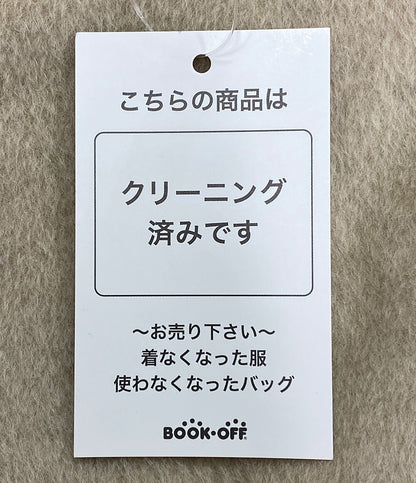 こちらの商品は
クリーニング
済みです
～お売り下さい～
着なくなった服
使わなくなったバッグ
BOOK・OFF